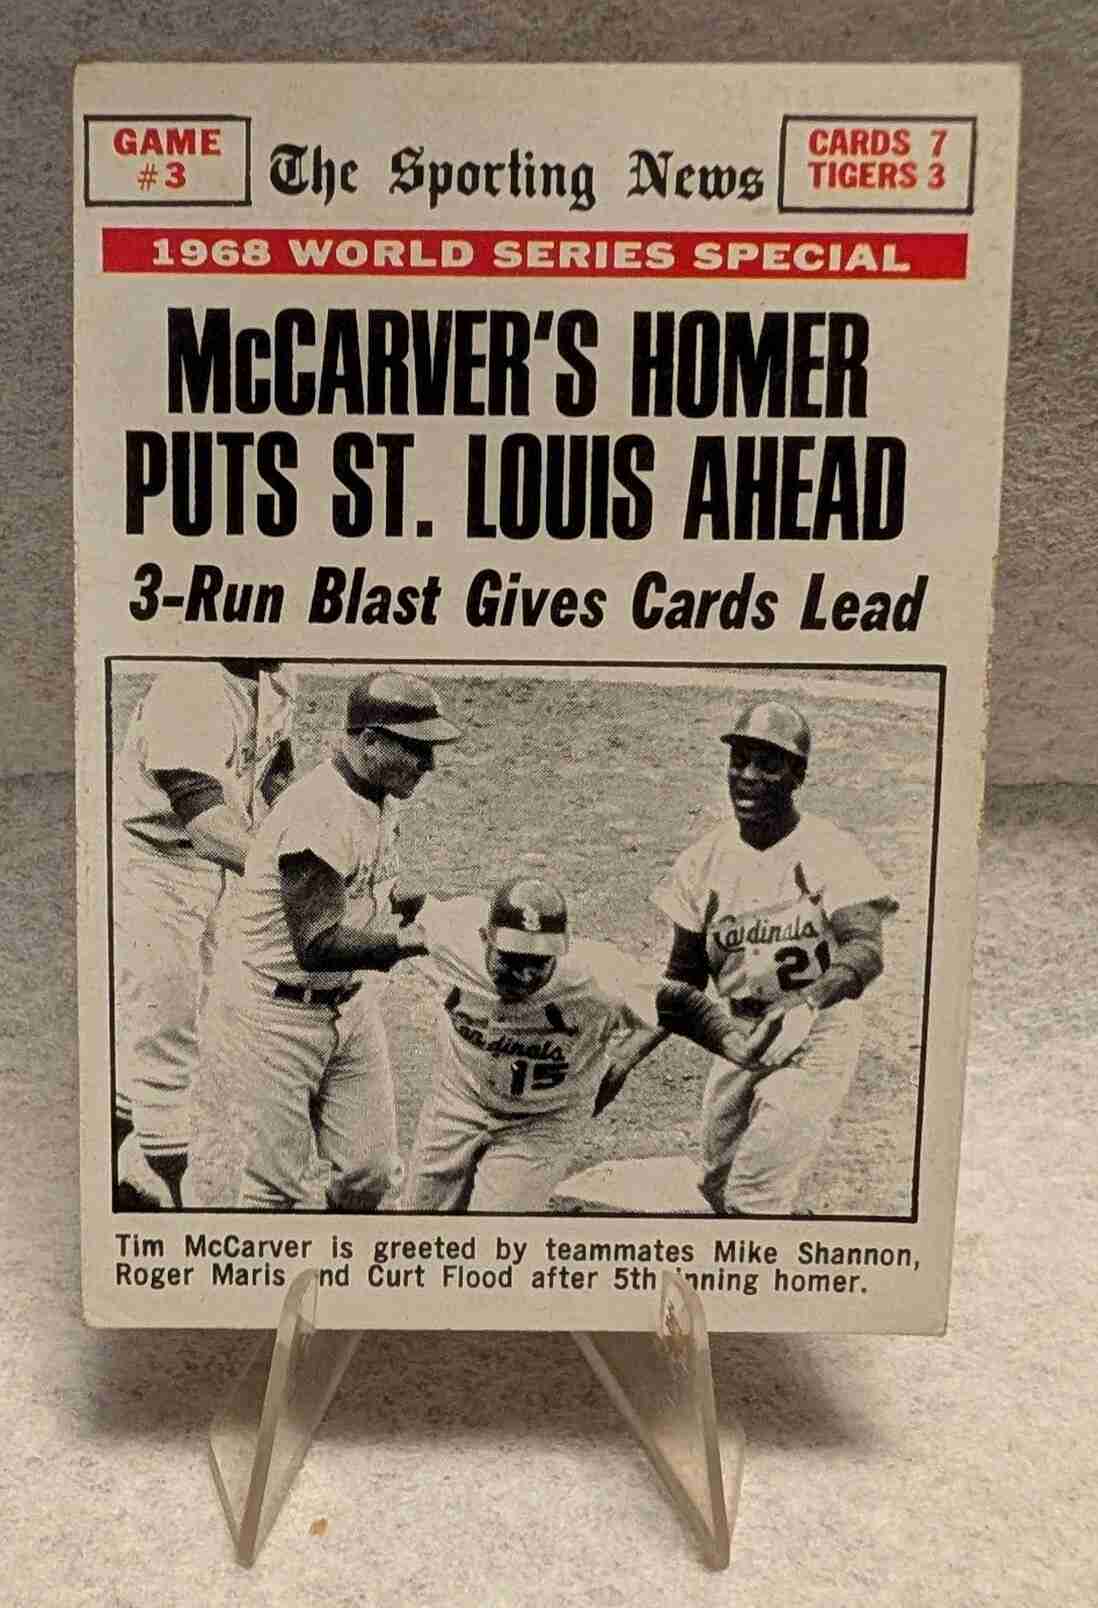 GAME
#3
The Sporting News
CARDS 7
TIGERS 3
1968 WORLD SERIES SPECIAL
McCARVER'S HOMER
PUTS ST. LOUIS AHEAD
3-Run Blast Gives Cards Lead
Cardinals
21
Cardinals
15
Tim McCarver is greeted by teammates Mike Shannon,
Roger Maris and Curt Flood after 5th inning homer.